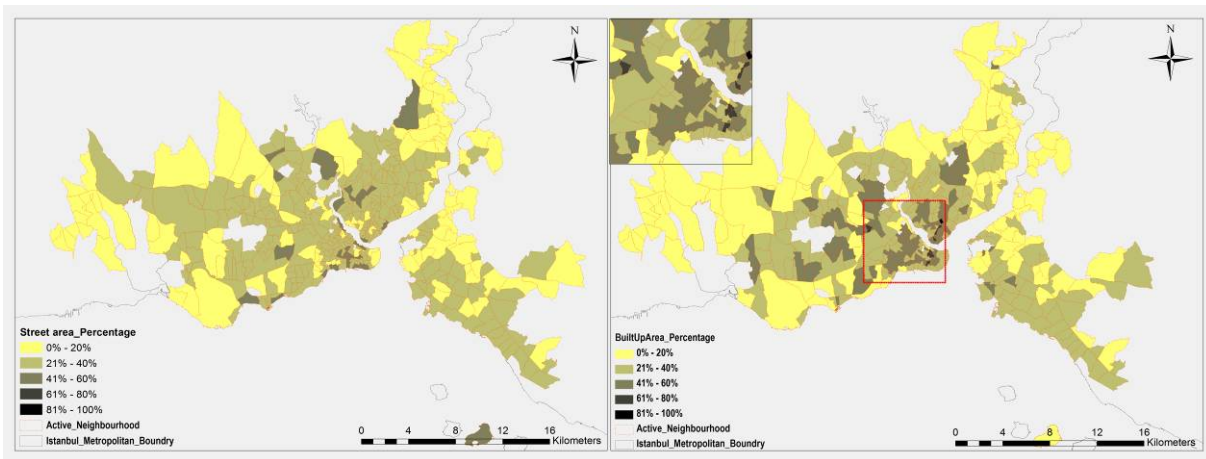 N
Street area_Percentage
0% - 20%
21% - 40%
41% - 60%
61% - 80%
81% - 100%
Active_Neighbourhood
Istanbul_Metropolitan_Boundry
0 2 4 8 12 16
Kilometers
N
BuiltUpArea_Percentage
0% - 20%
21% - 40%
41% - 60%
61% - 80%
81% - 100%
Active_Neighbourhood
Istanbul_Metropolitan_Boundry
0 2 4 8 12 16
Kilometers